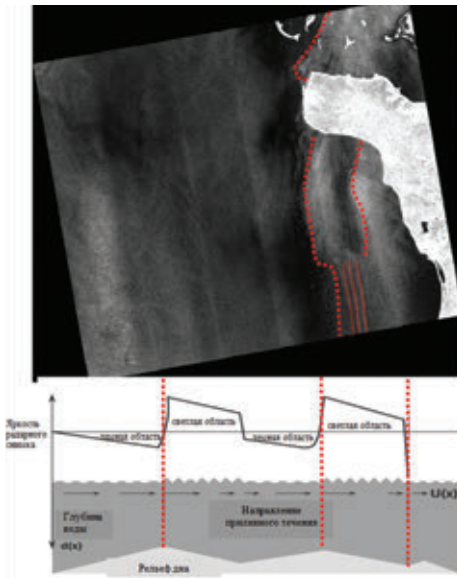 Яркость
радарного
снимка
темная область
светлая область
темная область
светлая область
U(x)
Глубина
воды
Направление
приливного течения
d(x)
Рельеф дна